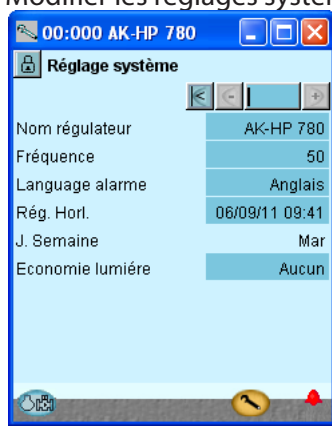 00:000 AK-HP 780
Réglage système
Nom régulateur AK-HP 780
Fréquence 50
Language alarme Anglais
Rég. Horl. 06/09/11 09:41
J. Semaine Mar
Economie lumiére Aucun